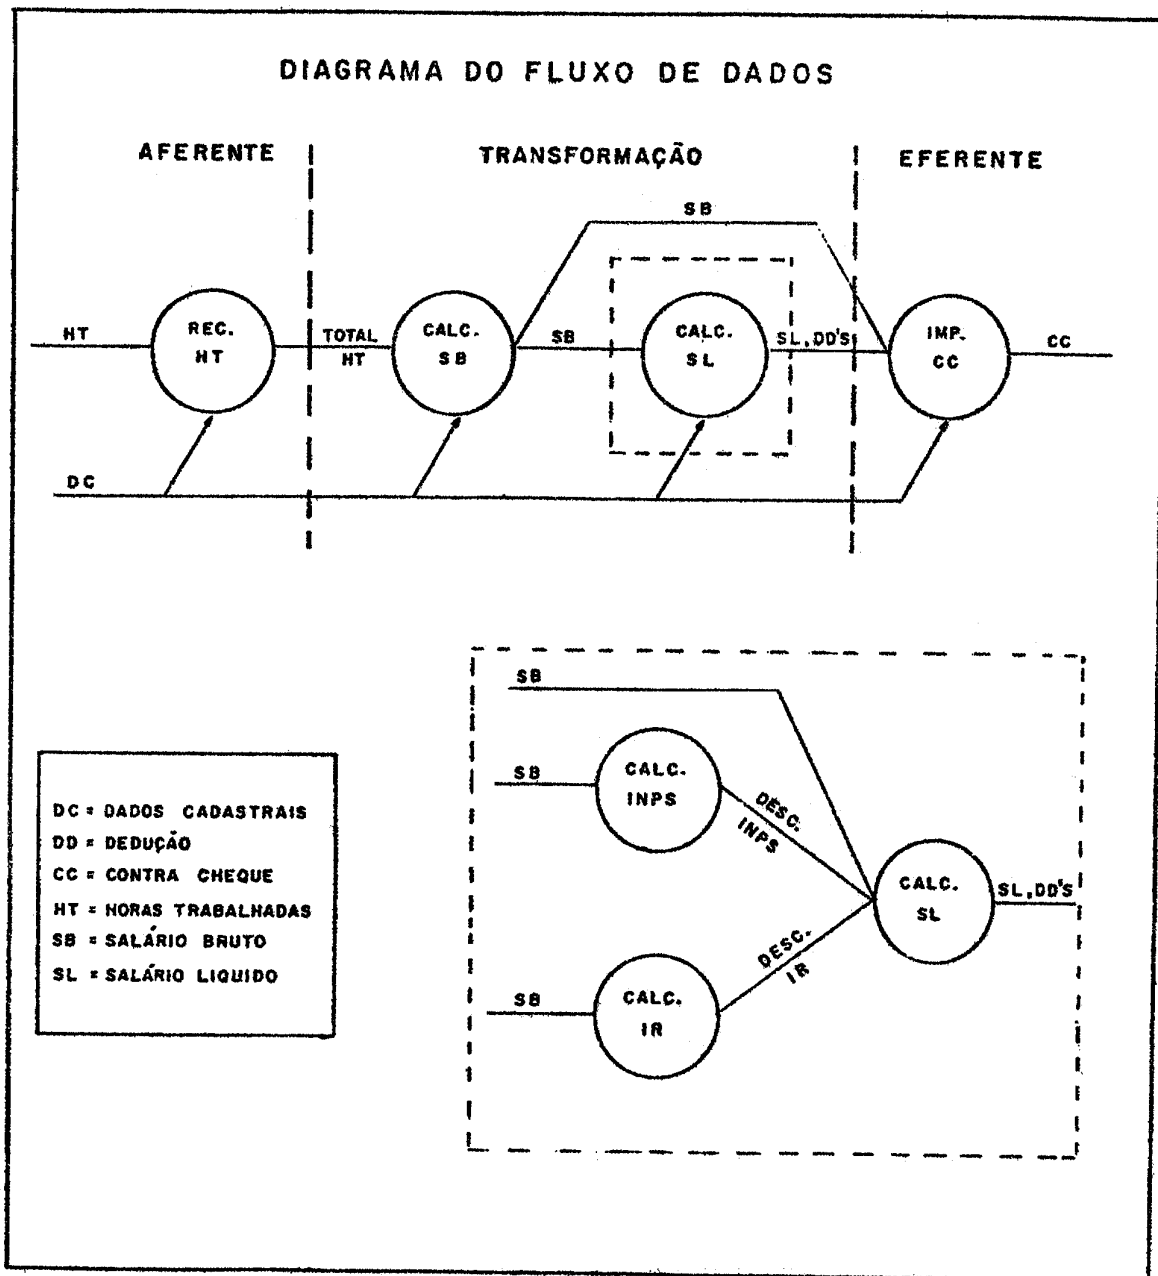 DIAGRAMA DO FLUXO DE DADOS
AFERENTE
TRANSFORMAÇÃO
EFERENTE
SB
HT
REC.
HT
TOTAL
HT
CALC.
SB
SB
CALC.
SL
SL, DD'S
IMP.
CC
CC
DC
SB
SB
CALC.
INPS
DESC.
INPS
CALC.
SL
SL, DD'S
DESC.
IR
SB
CALC.
IR
DC = DADOS CADASTRAIS
DD = DEDUÇÃO
CC = CONTRA CHEQUE
HT = HORAS TRABALHADAS
SB = SALÁRIO BRUTO
SL = SALÁRIO LIQUIDO